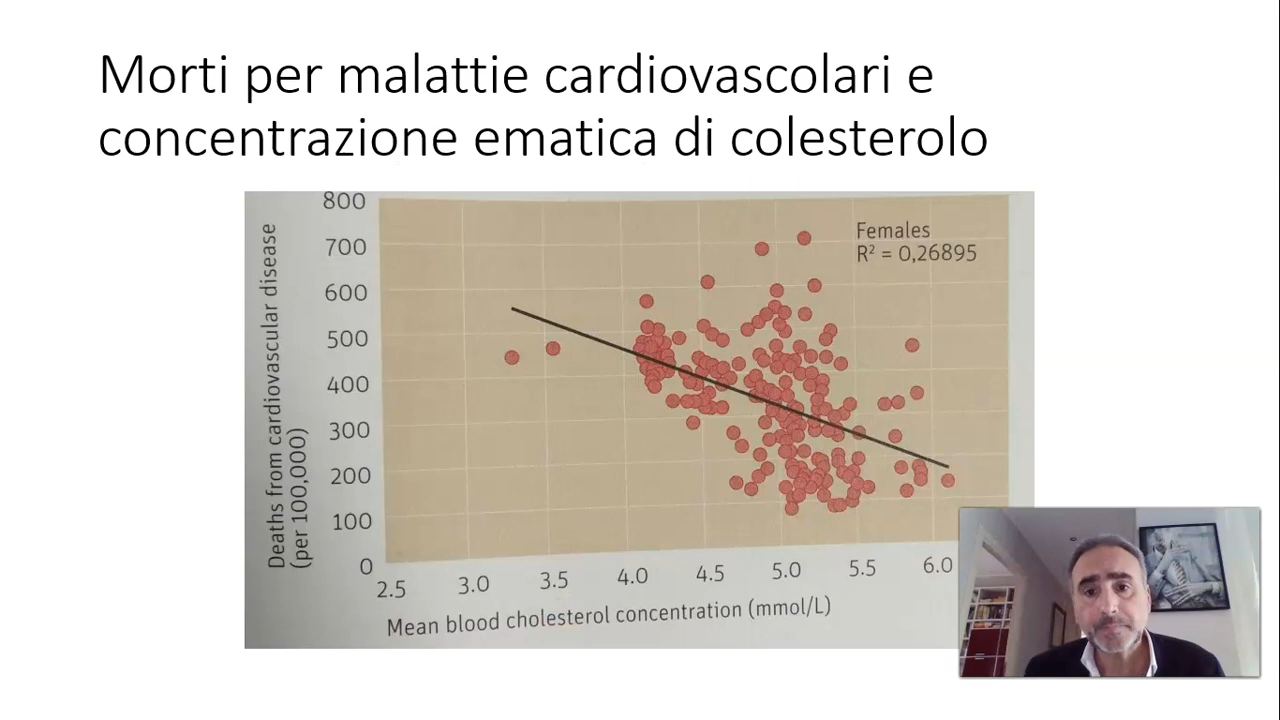 Morti per malattie cardiovascolari e
concentrazione ematica di colesterolo
800
700
600
500
400
300
200
100
0
Deaths from cardiovascular disease
(per 100,000)
Females
R² = 0,26895
2.5 3.0 3.5 4.0 4.5 5.0 5.5 6.0
Mean blood cholesterol concentration (mmol/L)